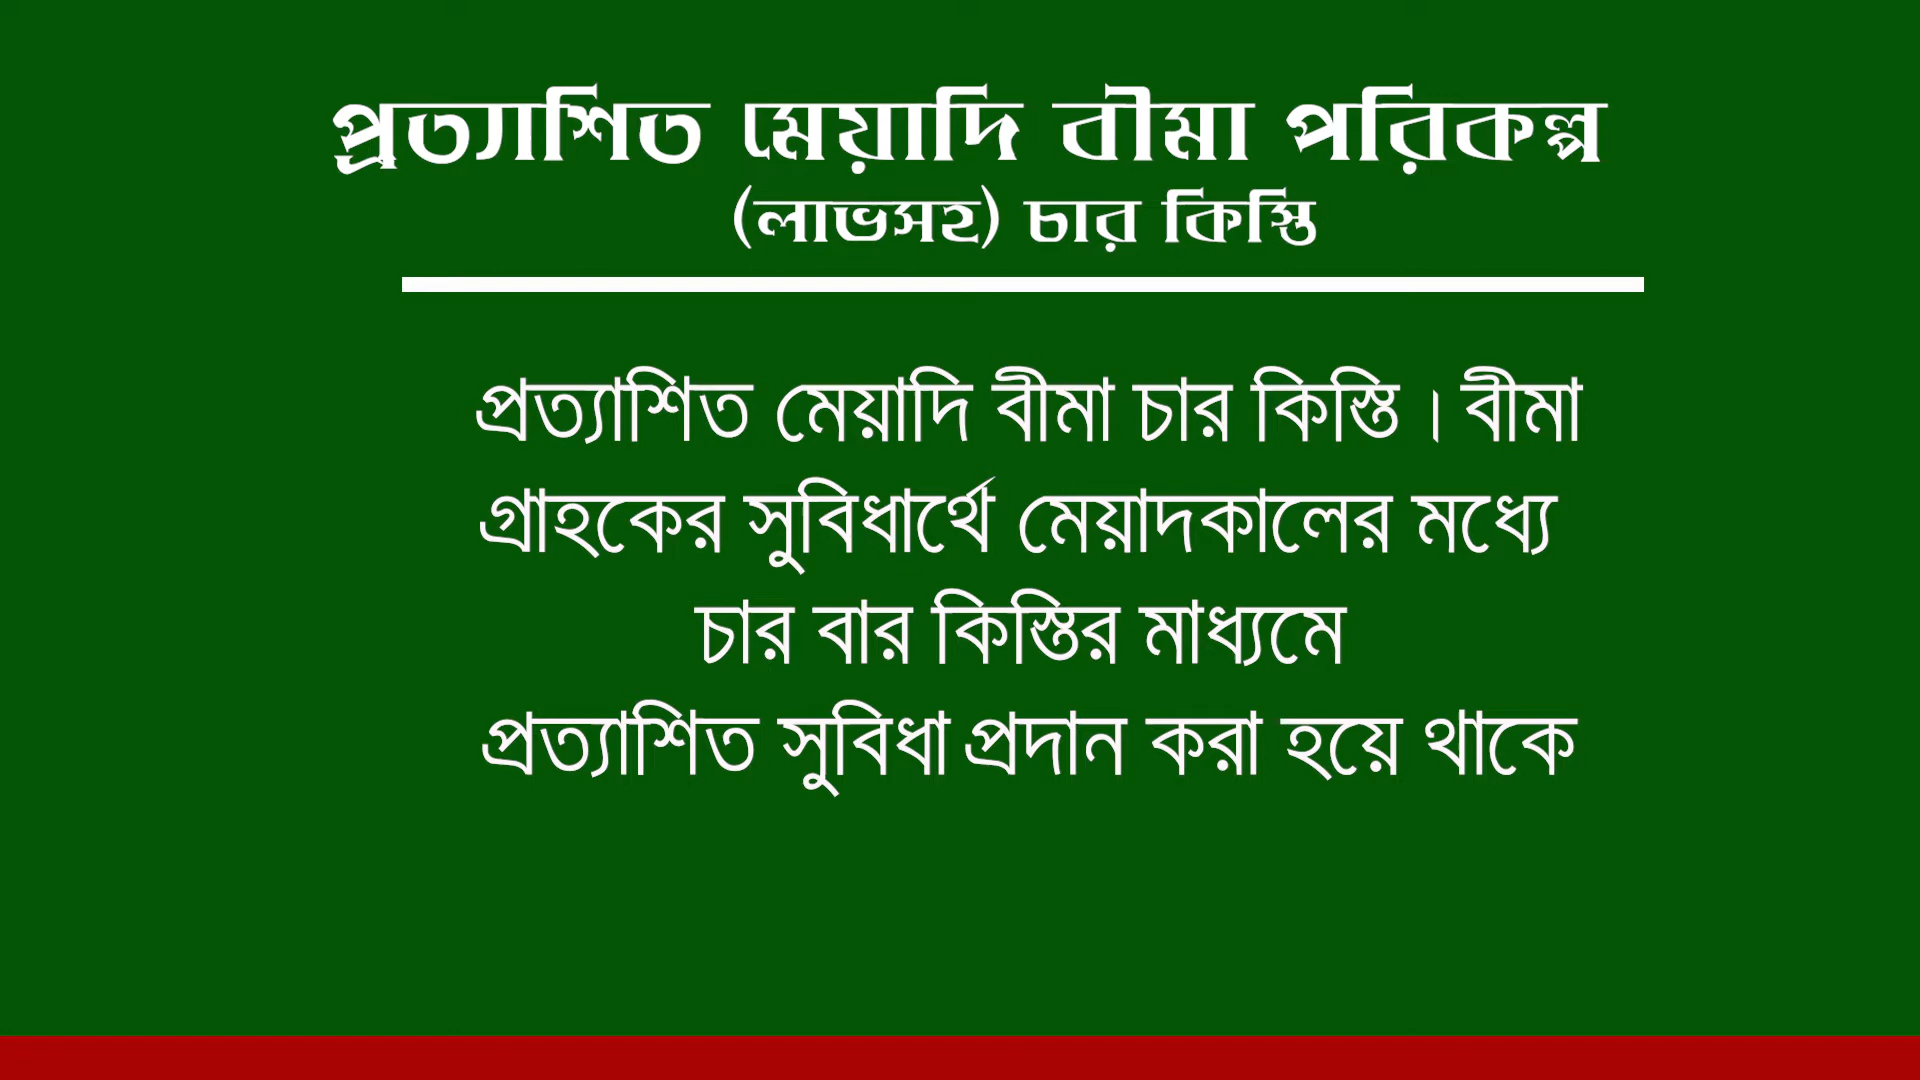 প্রত্যাশিত মেয়াদি বীমা পরিকল্প
(লাভসহ) চার কিস্তি
প্রত্যাশিত মেয়াদি বীমা চার কিস্তি । বীমা
গ্রাহকের সুবিধার্থে মেয়াদকালের মধ্যে
চার বার কিস্তির মাধ্যমে
প্রত্যাশিত সুবিধা প্রদান করা হয়ে থাকে